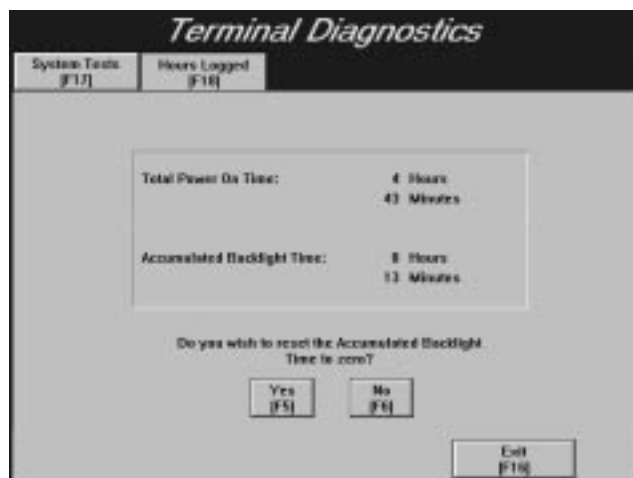 Terminal Diagnostics
System Tests
[F17]
Hours Logged
[F18]
Total Power On Time:
4 Hours
43 Minutes
Accumulated Backlight Time:
Hours
13 Minutes
Do you wish to reset the Accumulated Backlight
Time to zero?
Yes
[F5]
No
[F6]
Exit
[F16]